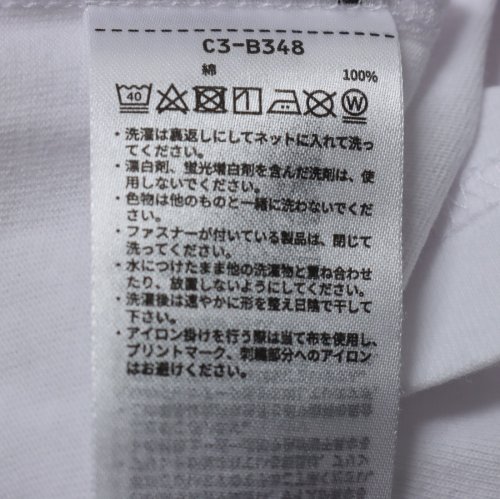 C3-B348
綿 100%
40 W
・洗濯は裏返しにしてネットに入れて洗っ
てください。
・漂白剤、蛍光増白剤を含んだ洗剤は、使
用しないでください。
・色物は他のものと一緒に洗わないでくだ
さい。
・ファスナーが付いている製品は、閉じて
洗ってください。
・水につけたまま他の洗濯物と重ね合わせ
たり、放置しないようにしてください。
・洗濯後は速やかに形を整え日陰で干して
下さい。
・アイロン掛けを行う際は当て布を使用し、
プリントマーク、刺繍部分へのアイロン
はお避けください。